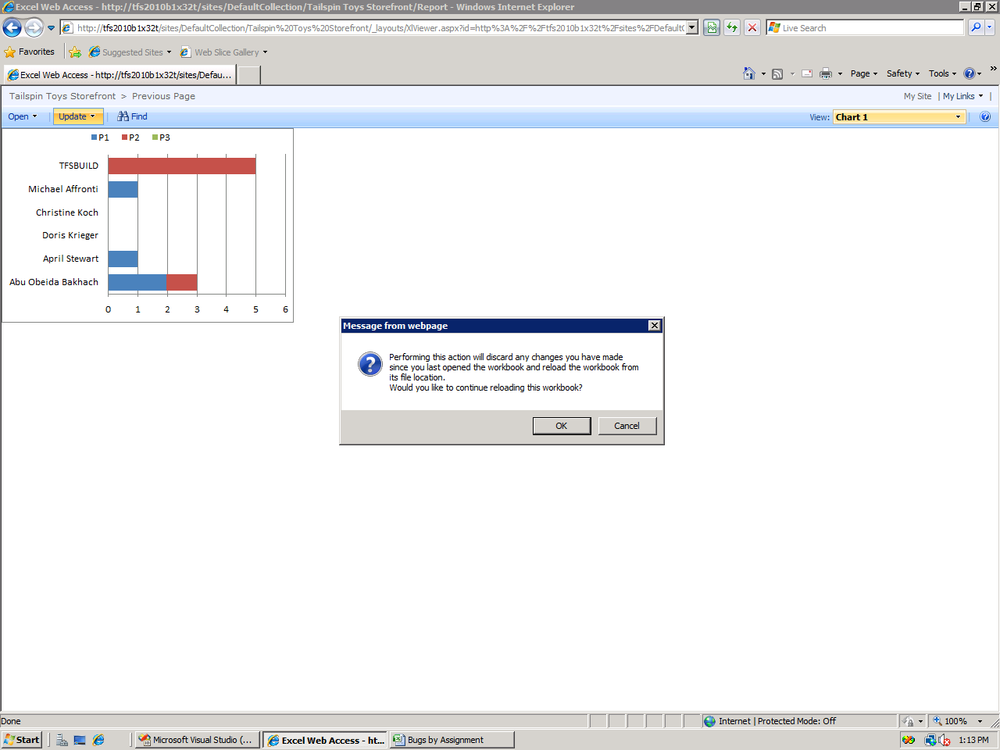 Excel Web Access - http://tfs2010b1x32t/sites/DefaultCollection/Tailspin Toys Storefront/Report - Windows Internet Explorer
http://tfs2010b1x32t/sites/DefaultCollection/Tailspin%20Toys%20Storefront/_layouts/XlViewer.aspx?id=http%3A%2F%2Ftfs2010b1x32t%2Fsites%2FDefaultC
Live Search
Favorites
Suggested Sites
Web Slice Gallery
Excel Web Access - http://tfs2010b1x32t/sites/Defau...
Page
Safety
Tools
»
Tailspin Toys Storefront > Previous Page
My Site | My Links |
Open
Update
Find
View:
Chart 1
P1 P2 P3
TFSBUILD
Michael Affronti
Christine Koch
Doris Krieger
April Stewart
Abu Obeida Bakhach
0 1 2 3 4 5 6
Message from webpage
Performing this action will discard any changes you have made
since you last opened the workbook and reload the workbook from
its file location.
Would you like to continue reloading this workbook?
OK
Cancel
Done
Internet | Protected Mode: Off
100%
Start
Microsoft Visual Studio (...
Excel Web Access - ht...
Bugs by Assignment
1:13 PM